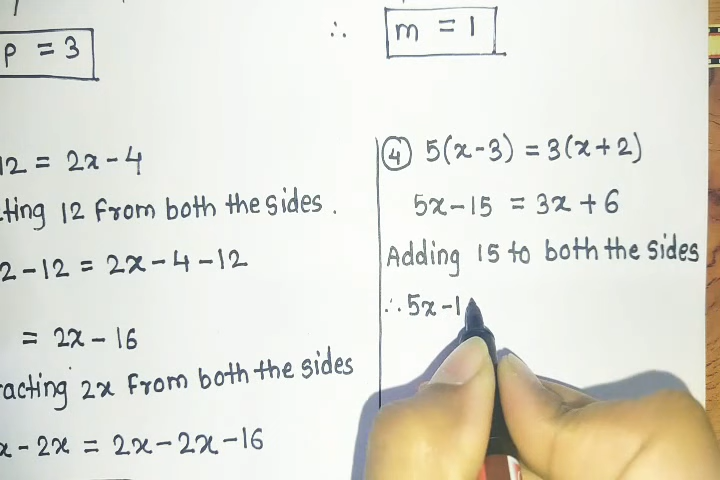 P = 3
∴ m = 1
12 = 2x - 4
ting 12 from both the sides.
2 - 12 = 2x - 4 - 12
= 2x - 16
acting 2x from both the sides
x - 2x = 2x - 2x - 16
④ 5(x - 3) = 3(x + 2)
5x - 15 = 3x + 6
Adding 15 to both the sides
∴ 5x - 1